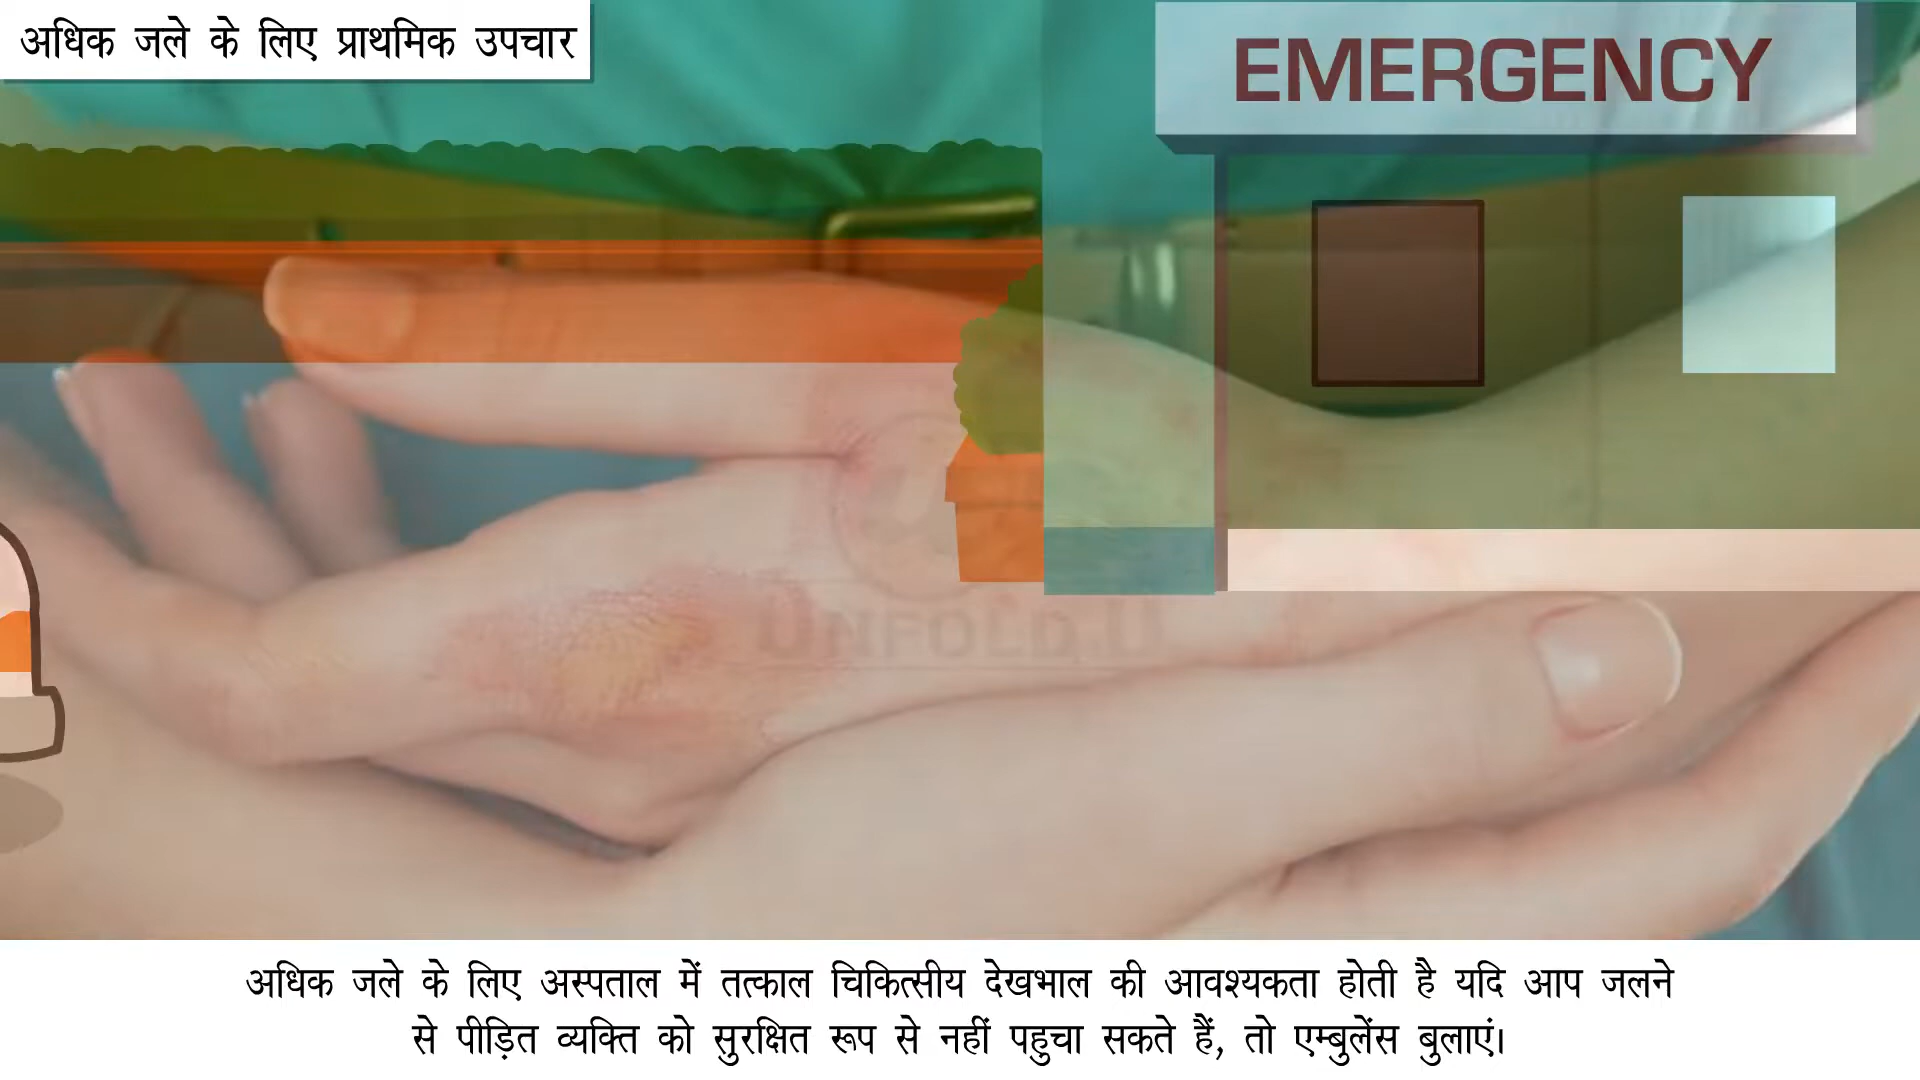 अधिक जले के लिए प्राथमिक उपचार
EMERGENCY
UNFOLD.U
अधिक जले के लिए अस्पताल में तत्काल चिकित्सीय देखभाल की आवश्यकता होती है यदि आप जलने
से पीड़ित व्यक्ति को सुरक्षित रूप से नहीं पहुचा सकते हैं, तो एम्बुलेंस बुलाएं।